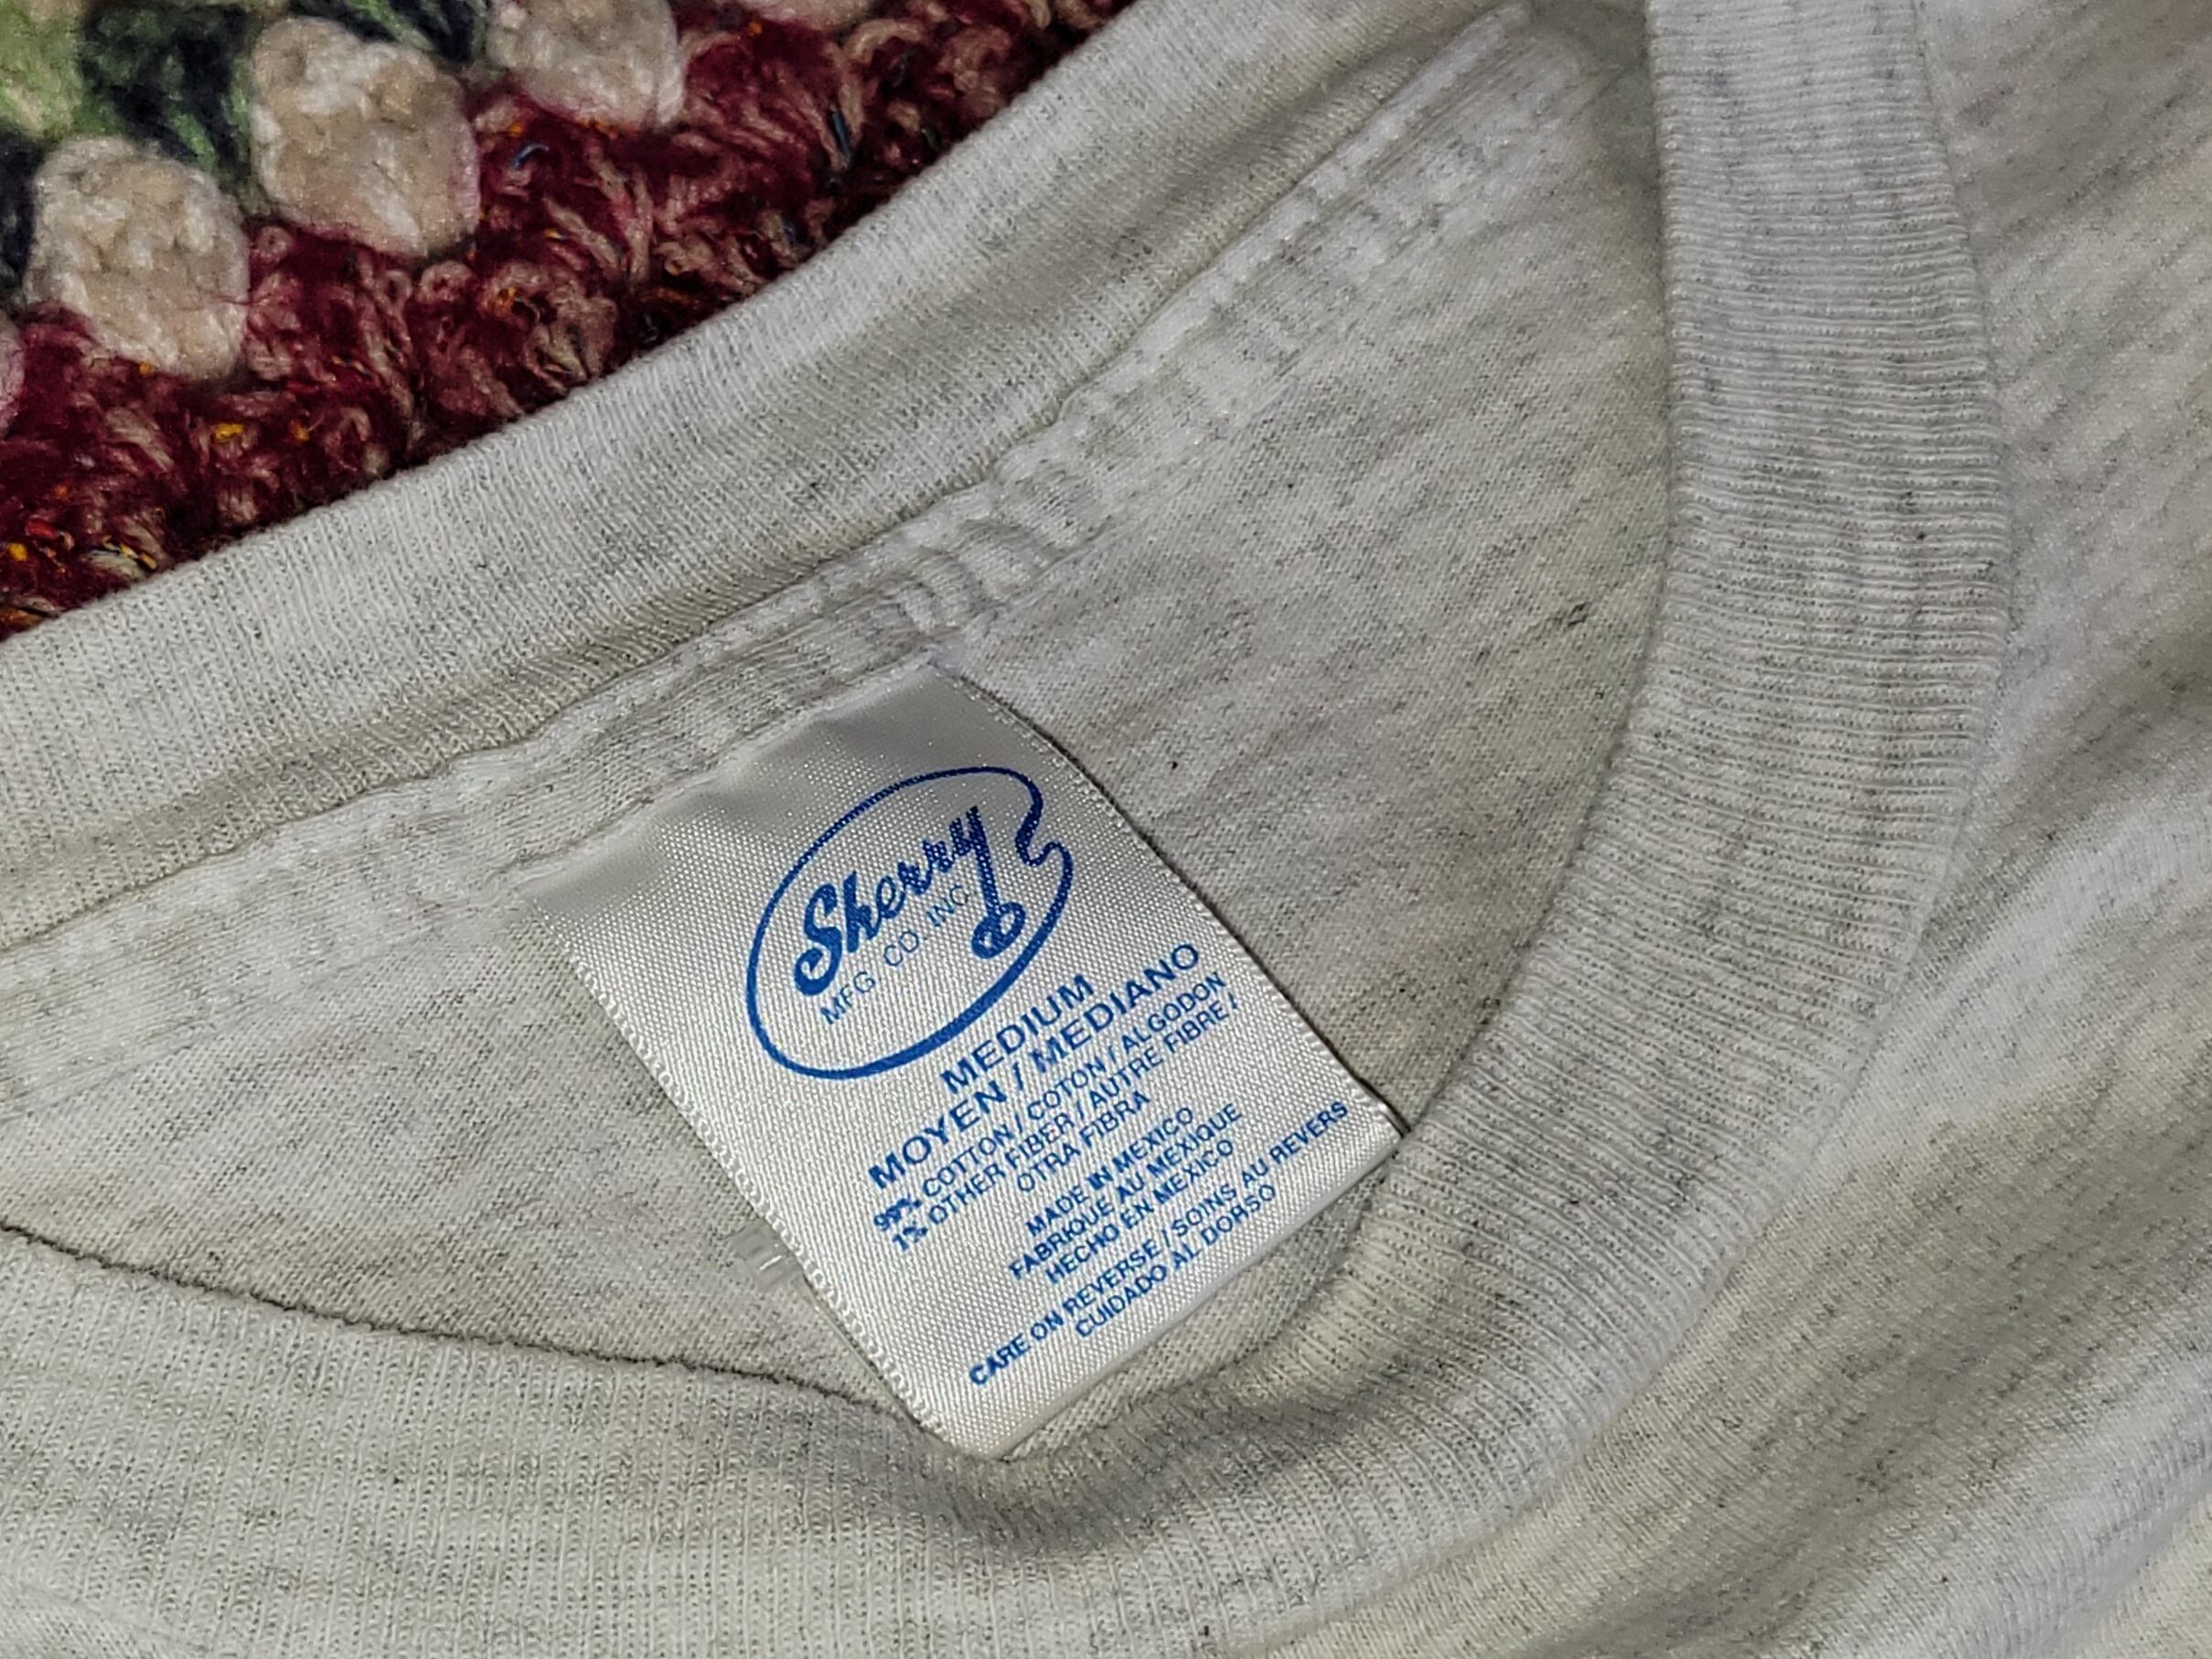 Sherry
MFG CO. INC.
MEDIUM
MOYEN / MEDIANO
99% COTTON / COTON / ALGODON
1% OTHER FIBER / AUTRE FIBRE /
OTRA FIBRA
MADE IN MEXICO
FABRIQUE AU MEXIQUE
HECHO EN MEXICO
CARE ON REVERSE / SOINS AU REVERS
CUIDADO AL DORSO